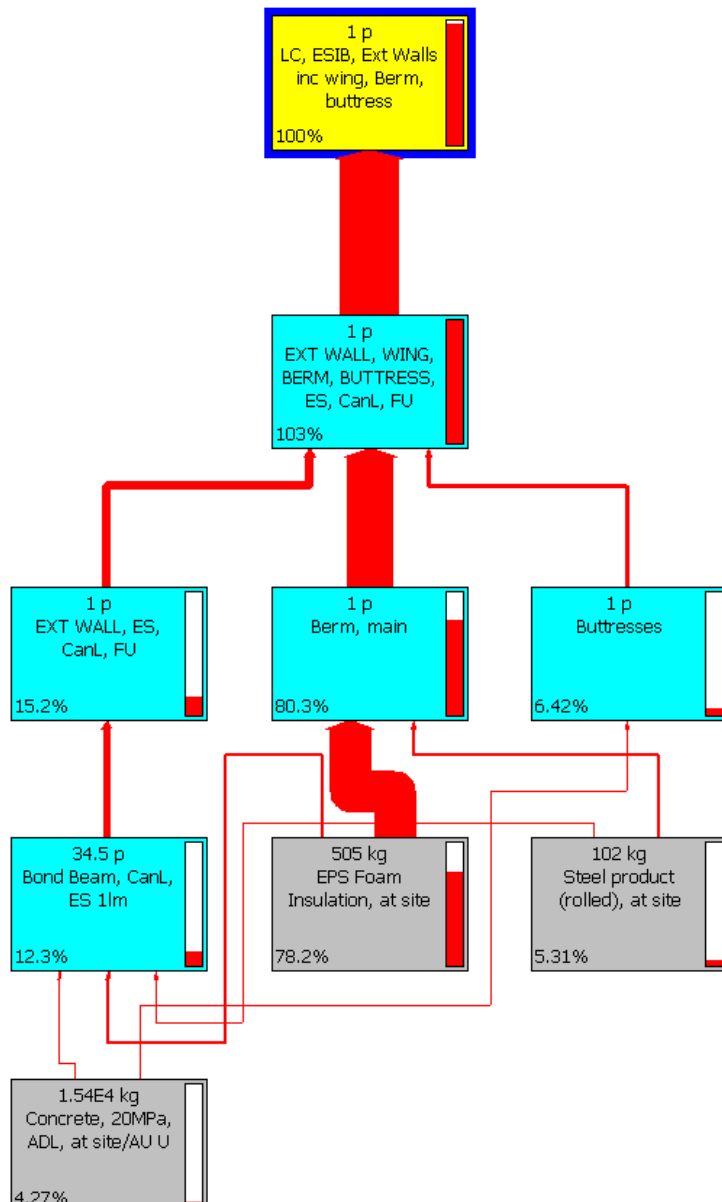 1 p
LC, ESIB, Ext Walls
inc wing, Berm,
buttress
100%
1 p
EXT WALL, WING,
BERM, BUTTRESS,
ES, CanL, FU
103%
1 p
EXT WALL, ES,
CanL, FU
15.2%
1 p
Berm, main
80.3%
1 p
Buttresses
6.42%
34.5 p
Bond Beam, CanL,
ES 1lm
12.3%
505 kg
EPS Foam
Insulation, at site
78.2%
102 kg
Steel product
(rolled), at site
5.31%
1.54E4 kg
Concrete, 20MPa,
ADL, at site/AU U
4.27%